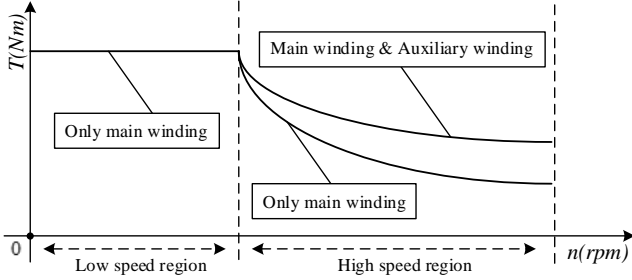 T(Nm)
Main winding & Auxiliary winding
Only main winding
Only main winding
0
n(rpm)
Low speed region
High speed region